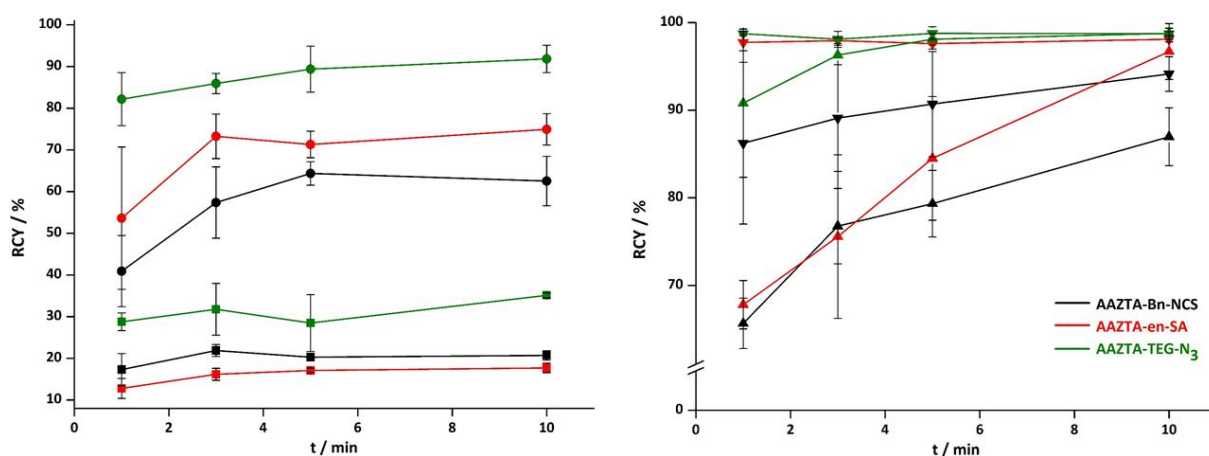 100
90
80
70
60
50
40
30
20
10
RCY / %
0 2 4 6 8 10
t / min
100
90
80
70
0
RCY / %
0 2 4 6 8 10
t / min
AAZTA-Bn-NCS
AAZTA-en-SA
AAZTA-TEG-N3